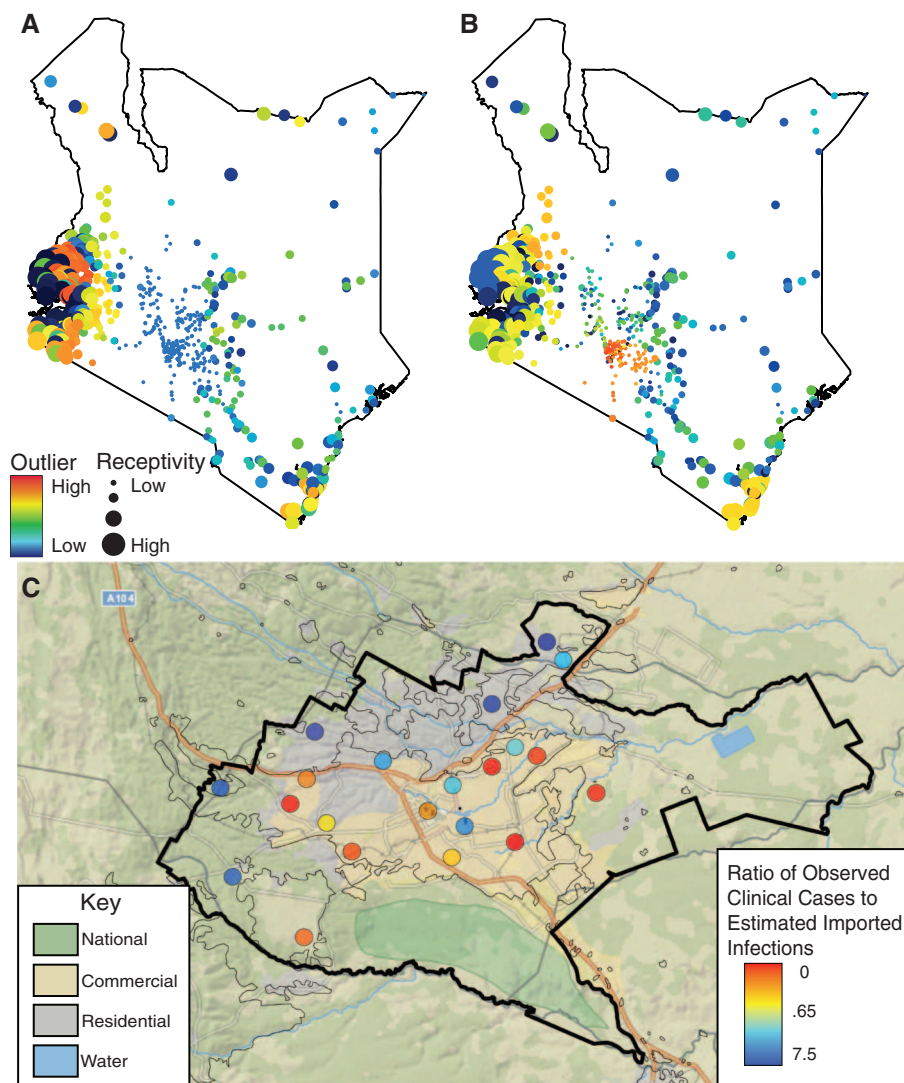 A
B
Outlier
High
Low
Receptivity
Low
High
C
A104
Key
National
Commercial
Residential
Water
Ratio of Observed
Clinical Cases to
Estimated Imported
Infections
0
.65
7.5